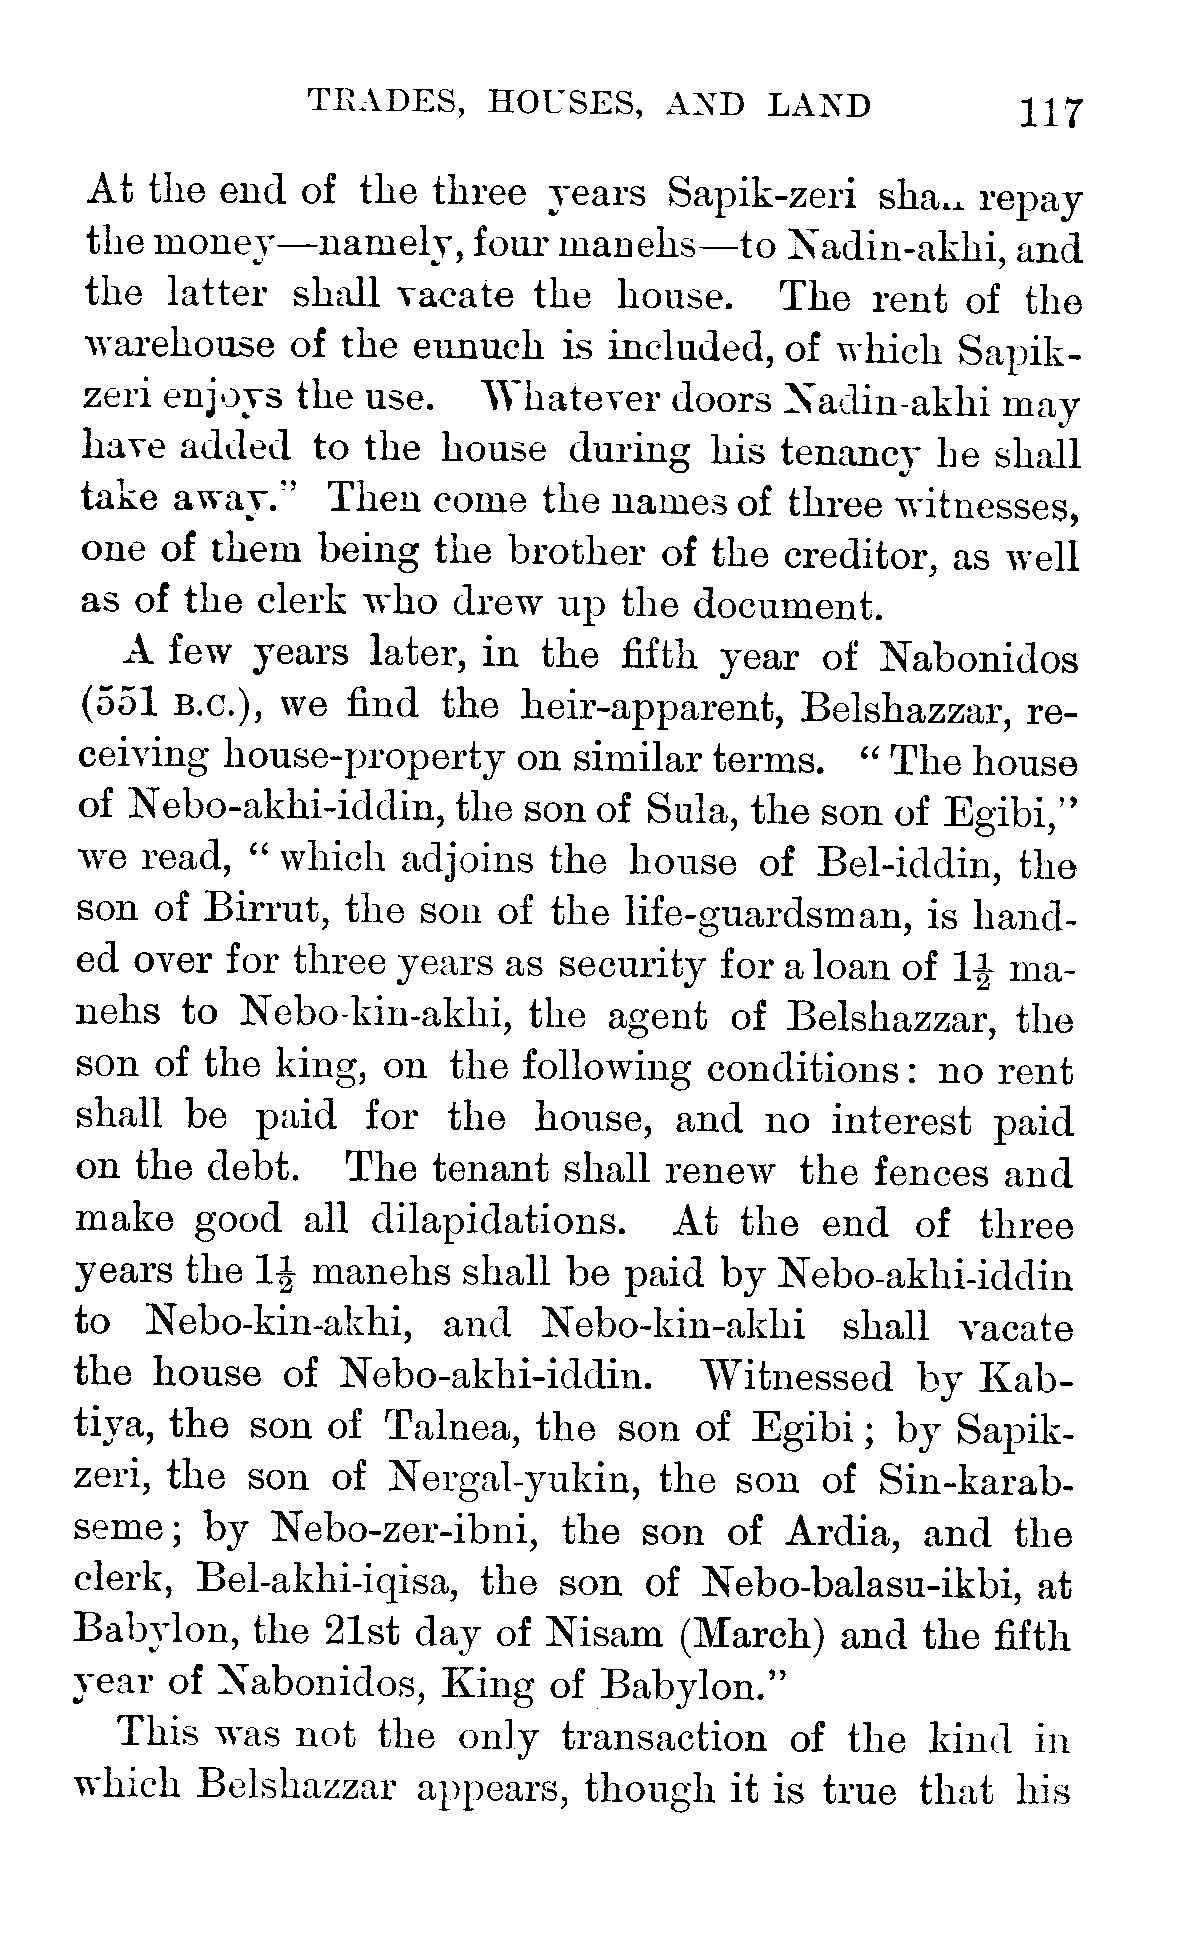 TRADES, HOUSES, AND LAND 117
At the end of the three years Sapik-zeri shall repay
the money—namely, four manehs—to Nadin-akhi, and
the latter shall vacate the house. The rent of the
warehouse of the eunuch is included, of which Sapik-
zeri enjoys the use. Whatever doors Nadin-akhi may
have added to the house during his tenancy he shall
take away.” Then come the names of three witnesses,
one of them being the brother of the creditor, as well
as of the clerk who drew up the document.
A few years later, in the fifth year of Nabonidos
(551 B.C.), we find the heir-apparent, Belshazzar, re-
ceiving house-property on similar terms. “ The house
of Nebo-akhi-iddin, the son of Sula, the son of Egibi,”
we read, “ which adjoins the house of Bel-iddin, the
son of Birrut, the son of the life-guardsman, is hand-
ed over for three years as security for a loan of 1½ ma-
nehs to Nebo-kin-akhi, the agent of Belshazzar, the
son of the king, on the following conditions: no rent
shall be paid for the house, and no interest paid
on the debt. The tenant shall renew the fences and
make good all dilapidations. At the end of three
years the 1½ manehs shall be paid by Nebo-akhi-iddin
to Nebo-kin-akhi, and Nebo-kin-akhi shall vacate
the house of Nebo-akhi-iddin. Witnessed by Kab-
tiya, the son of Talnea, the son of Egibi ; by Sapik-
zeri, the son of Nergal-yukin, the son of Sin-karab-
seme ; by Nebo-zer-ibni, the son of Ardia, and the
clerk, Bel-akhi-iqisa, the son of Nebo-balasu-ikbi, at
Babylon, the 21st day of Nisam (March) and the fifth
year of Nabonidos, King of Babylon.”
This was not the only transaction of the kind in
which Belshazzar appears, though it is true that his